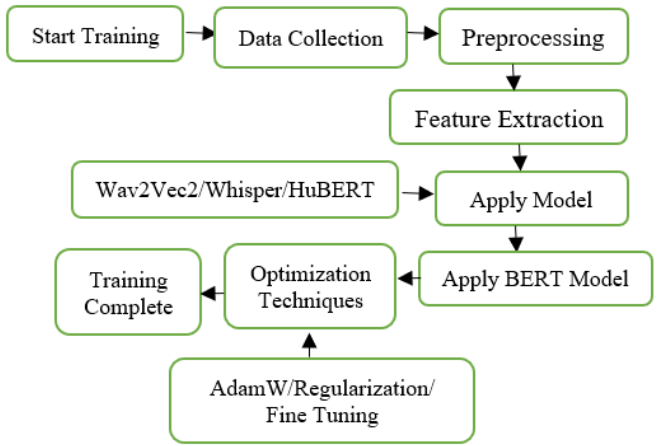 Start Training
Data Collection
Preprocessing
Feature Extraction
Wav2Vec2/Whisper/HuBERT
Apply Model
Apply BERT Model
Optimization
Techniques
Training
Complete
AdamW/Regularization/
Fine Tuning